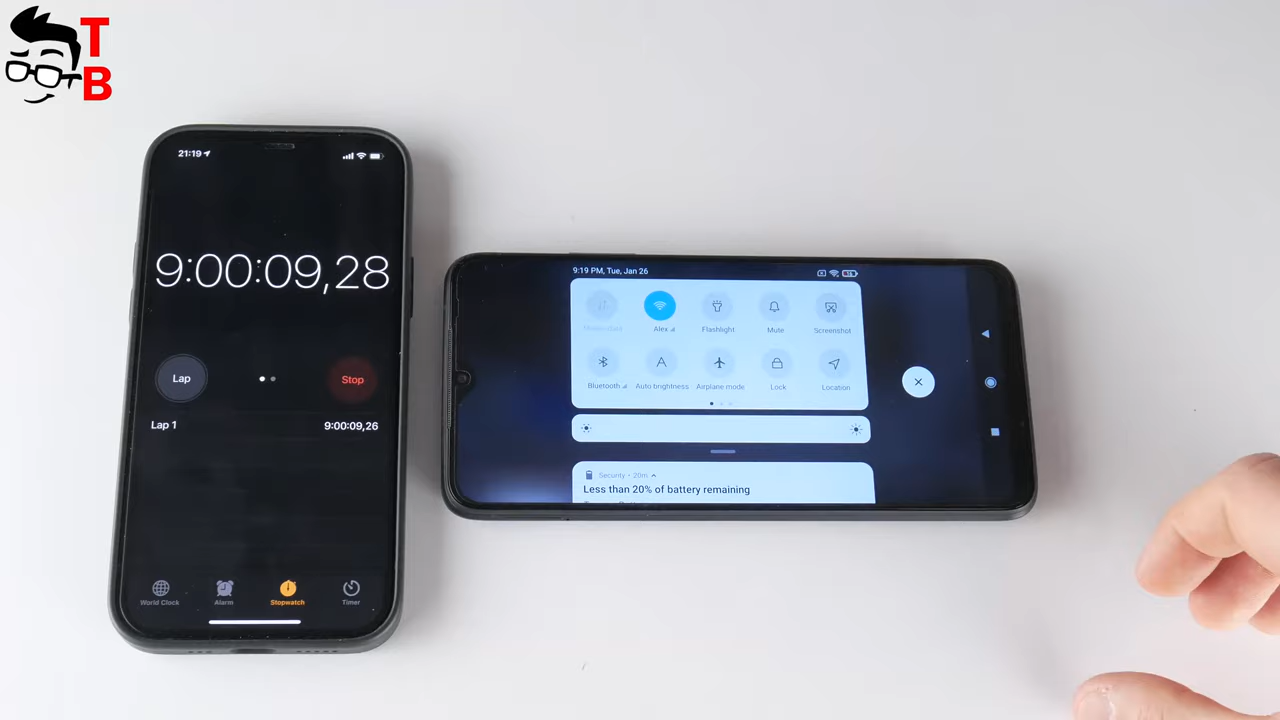 T
B
21:19
9:00:09,28
Lap
Stop
Lap 1
9:00:09,26
World Clock
Alarm
Stopwatch
Timer
9:19 PM, Tue, Jan 26
Alex
Flashlight
Mute
Screenshot
Bluetooth
Auto brightness
Airplane mode
Lock
Location
Security • 20m
Less than 20% of battery remaining